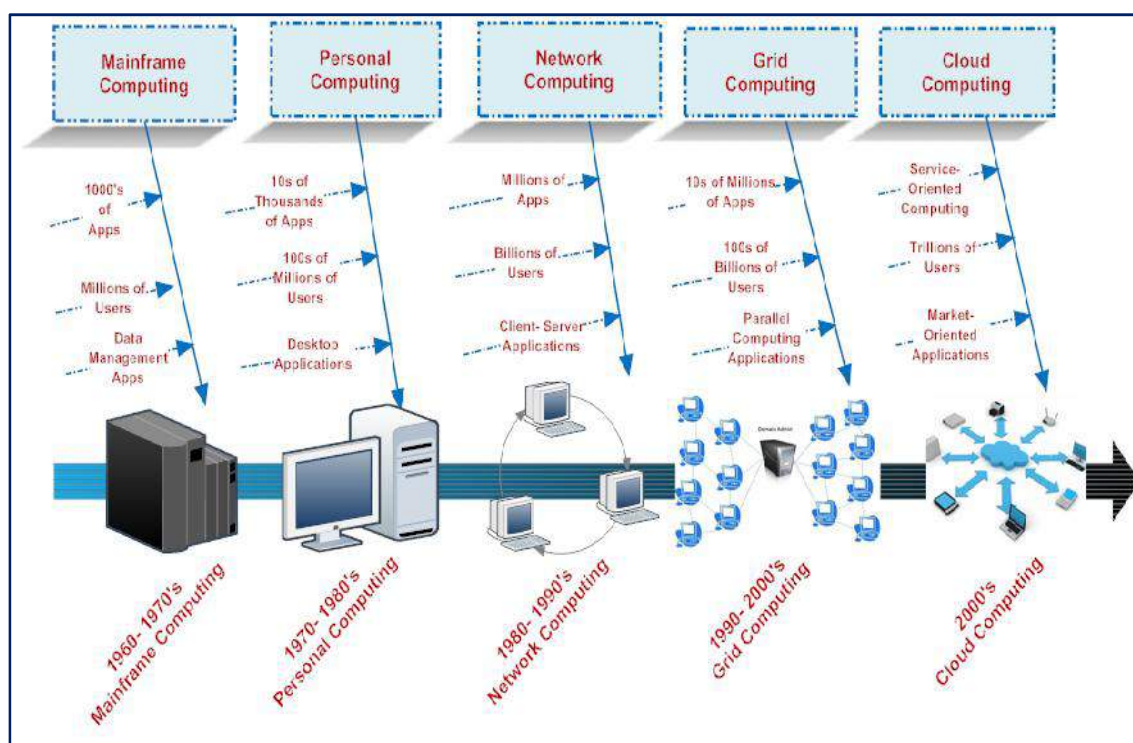 Mainframe
Computing
Personal
Computing
Network
Computing
Grid
Computing
Cloud
Computing
1000's
of
Apps
Millions of
Users
Data
Management
Apps
10s of
Thousands
of Apps
100s of
Millions of
Users
Desktop
Applications
Millions of
Apps
Billions of
Users
Client- Server
Applications
10s of Millions
of Apps
100s of
Billions of
Users
Parallel
Computing
Applications
Service-
Oriented
Computing
Trillions of
Users
Market-
Oriented
Applications
Domain Admin
1960- 1970's
Mainframe Computing
1970- 1980's
Personal Computing
1980- 1990's
Network Computing
1990- 2000's
Grid Computing
2000's
Cloud Computing